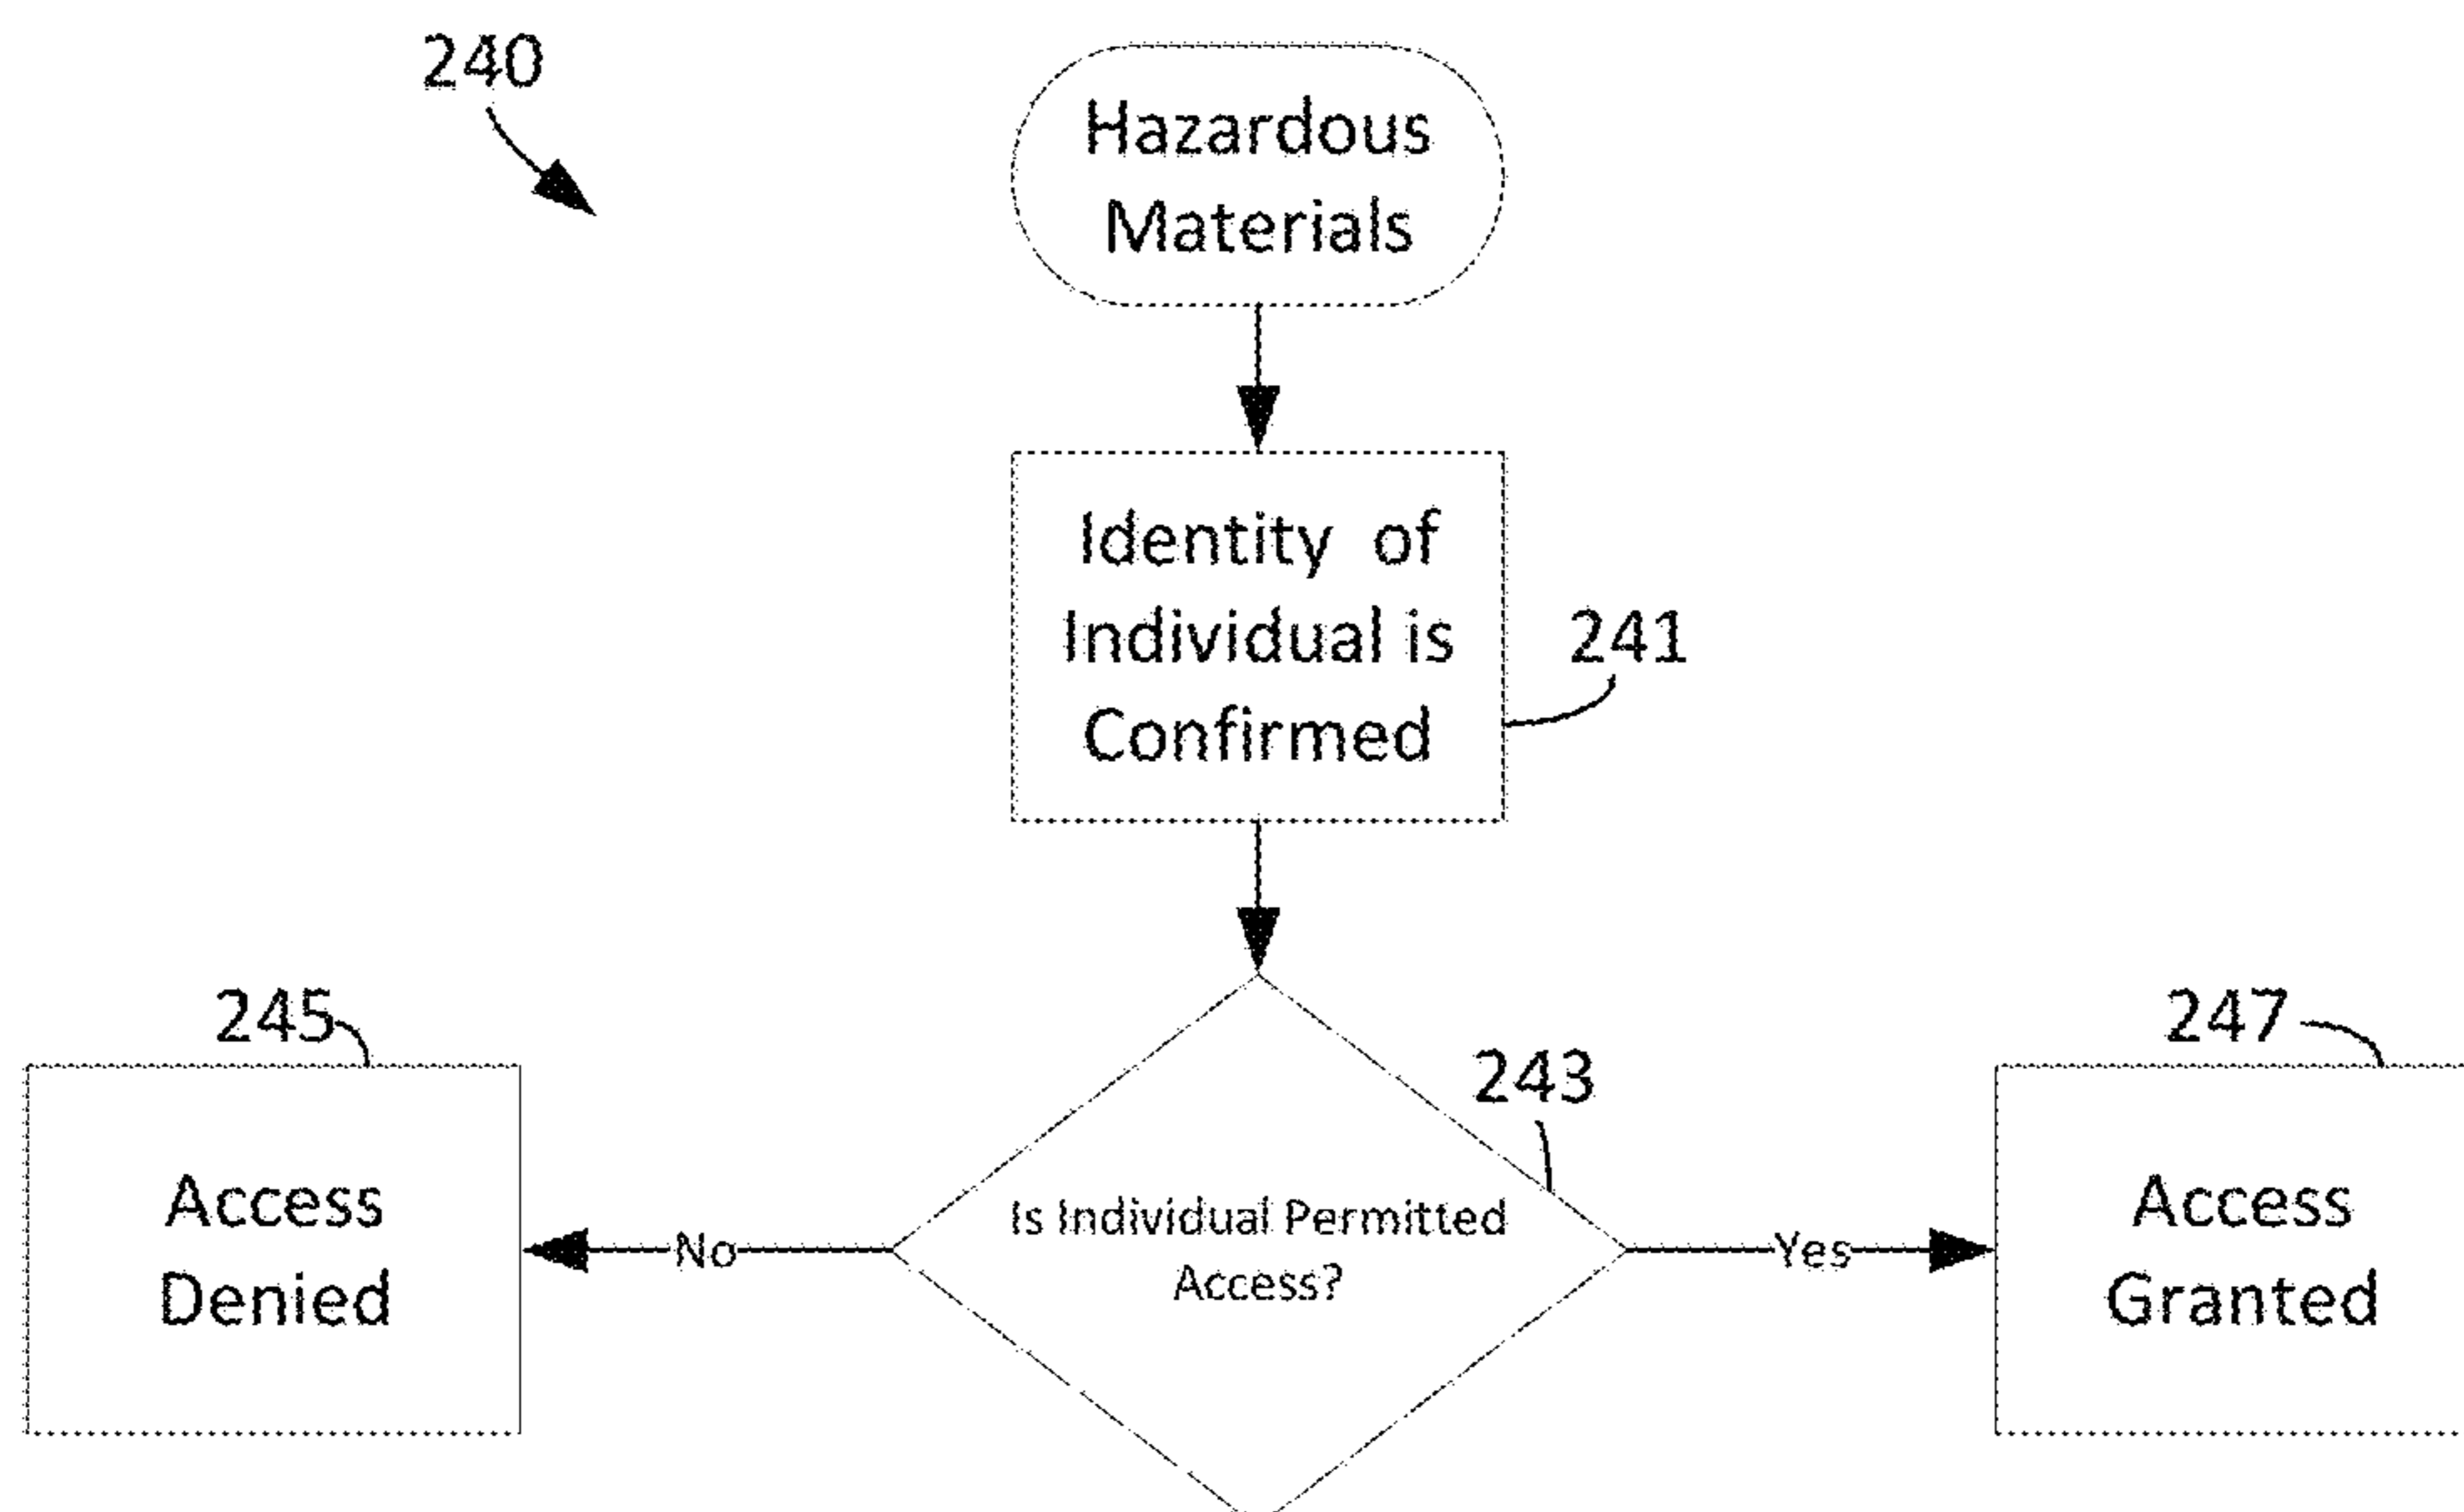 240
Hazardous
Materials
Identity of
Individual is
Confirmed
241
245
243
247
Access
Denied
No
Is Individual Permitted
Access?
Yes
Access
Granted